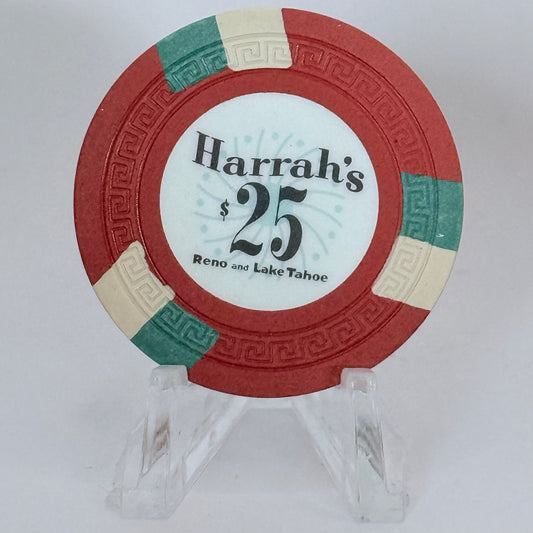 Harrah's
$25
Reno and Lake Tahoe